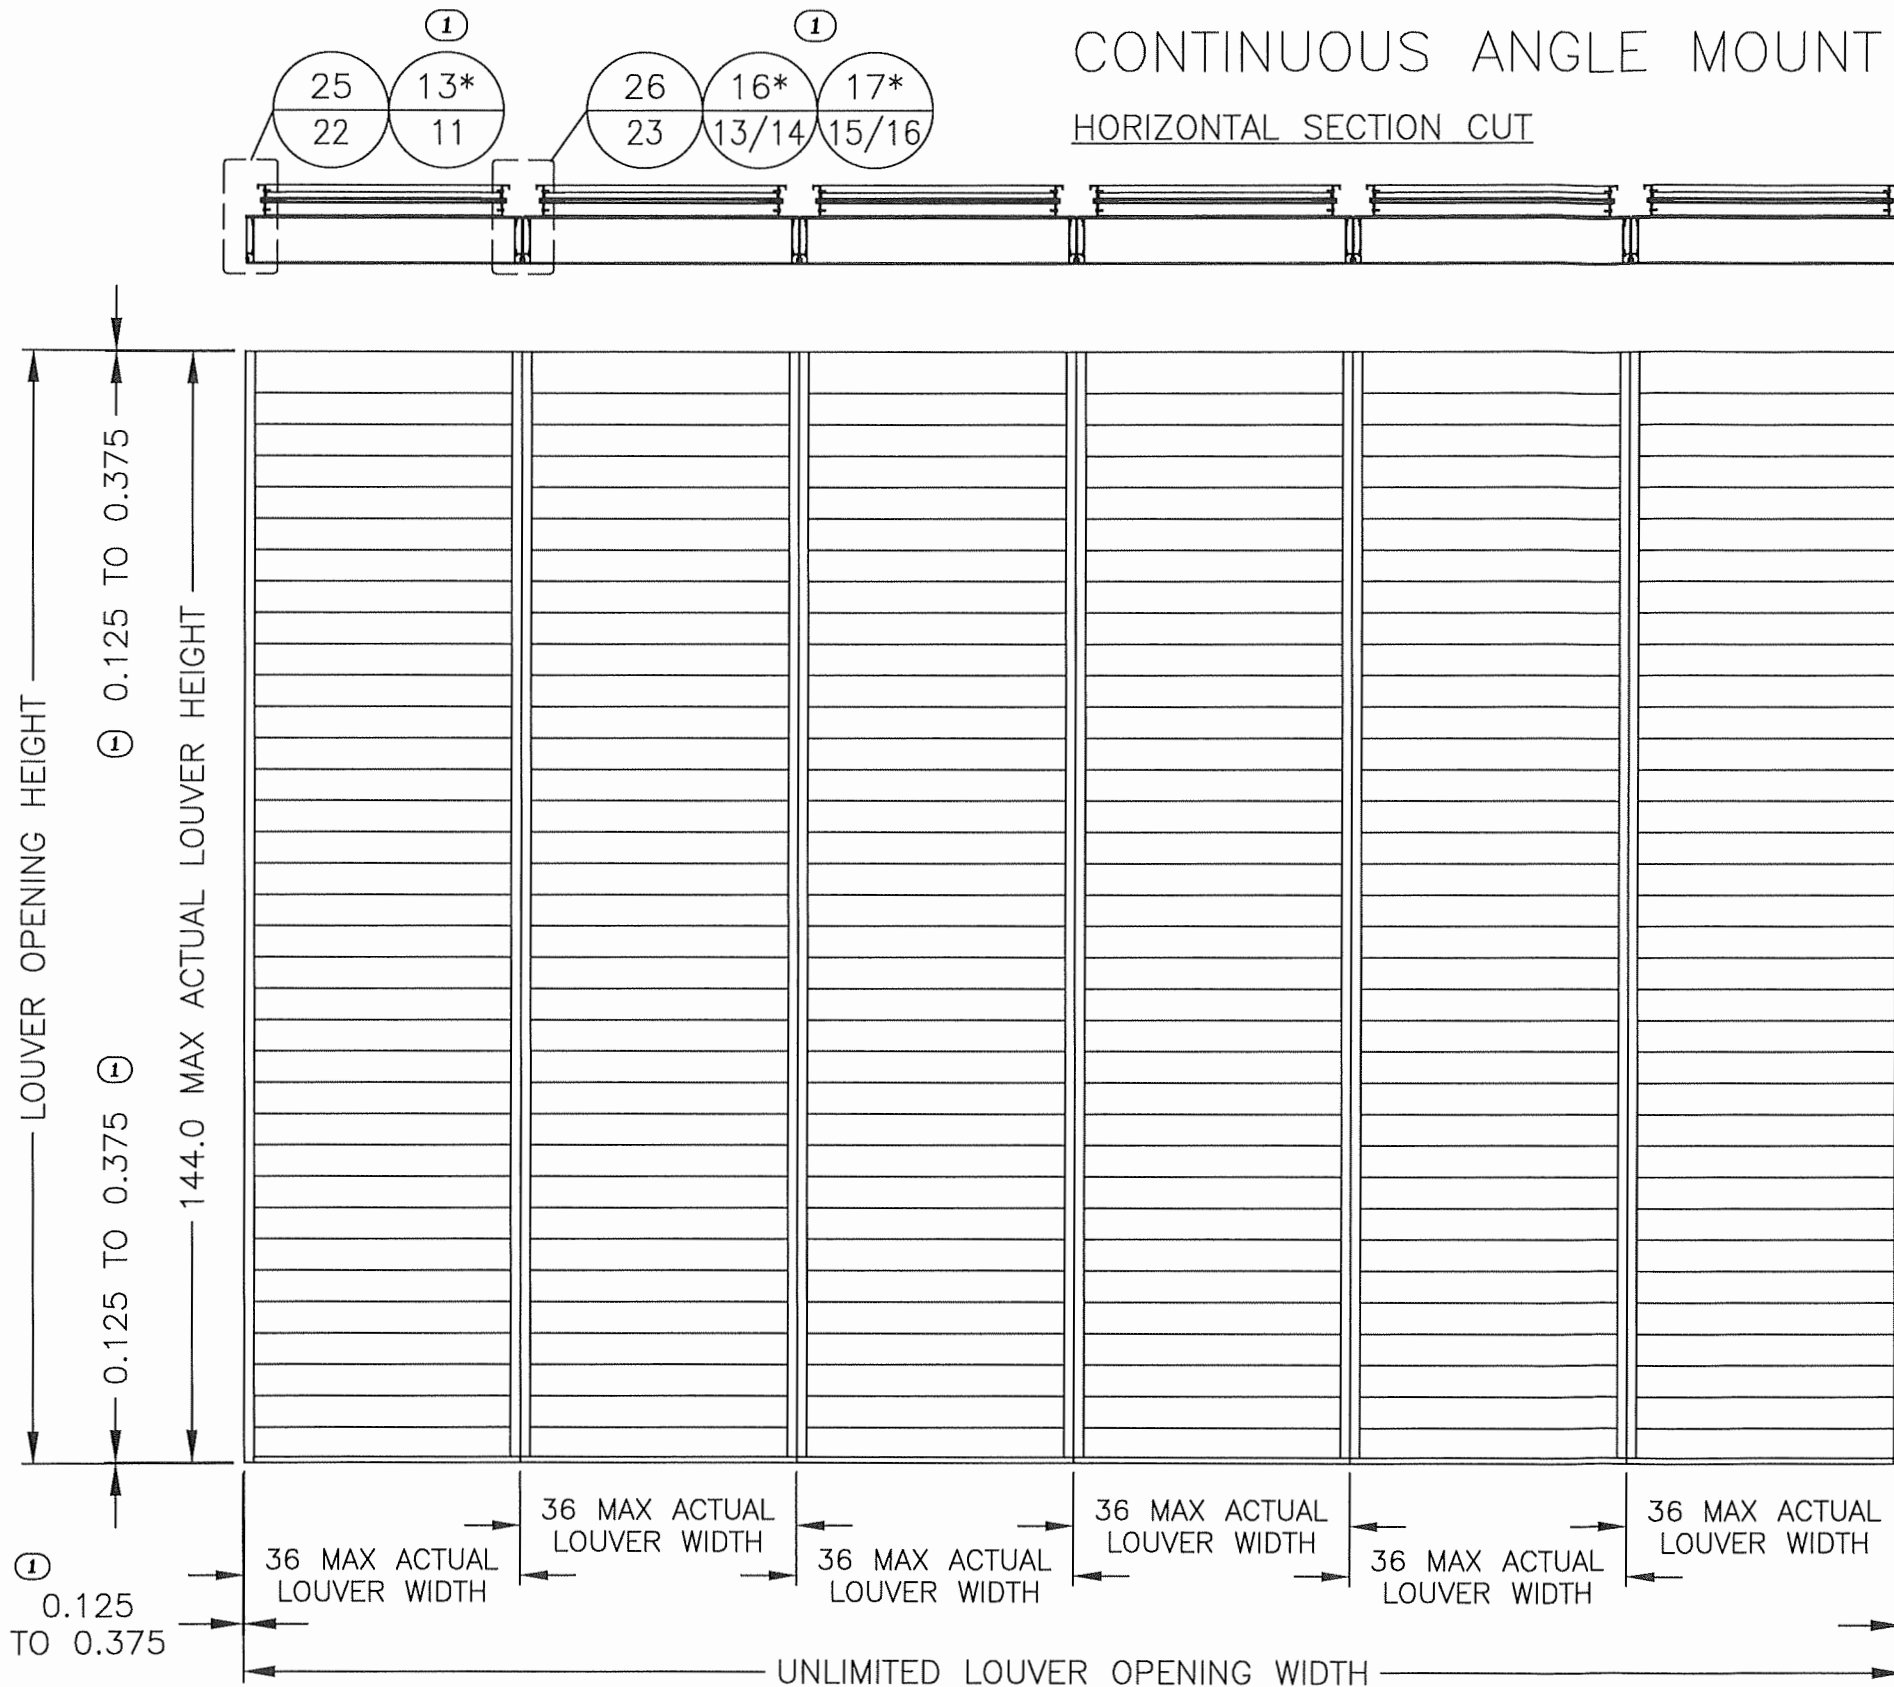 1
1
CONTINUOUS ANGLE MOUNT
25
22
13*
11
26
23
16*
13/14
17*
15/16
HORIZONTAL SECTION CUT
LOUVER OPENING HEIGHT
1 0.125 TO 0.375
0.125 TO 0.375 1
144.0 MAX ACTUAL LOUVER HEIGHT
36 MAX ACTUAL
LOUVER WIDTH
36 MAX ACTUAL
LOUVER WIDTH
36 MAX ACTUAL
LOUVER WIDTH
36 MAX ACTUAL
LOUVER WIDTH
36 MAX ACTUAL
LOUVER WIDTH
36 MAX ACTUAL
LOUVER WIDTH
1
0.125
TO 0.375
UNLIMITED LOUVER OPENING WIDTH